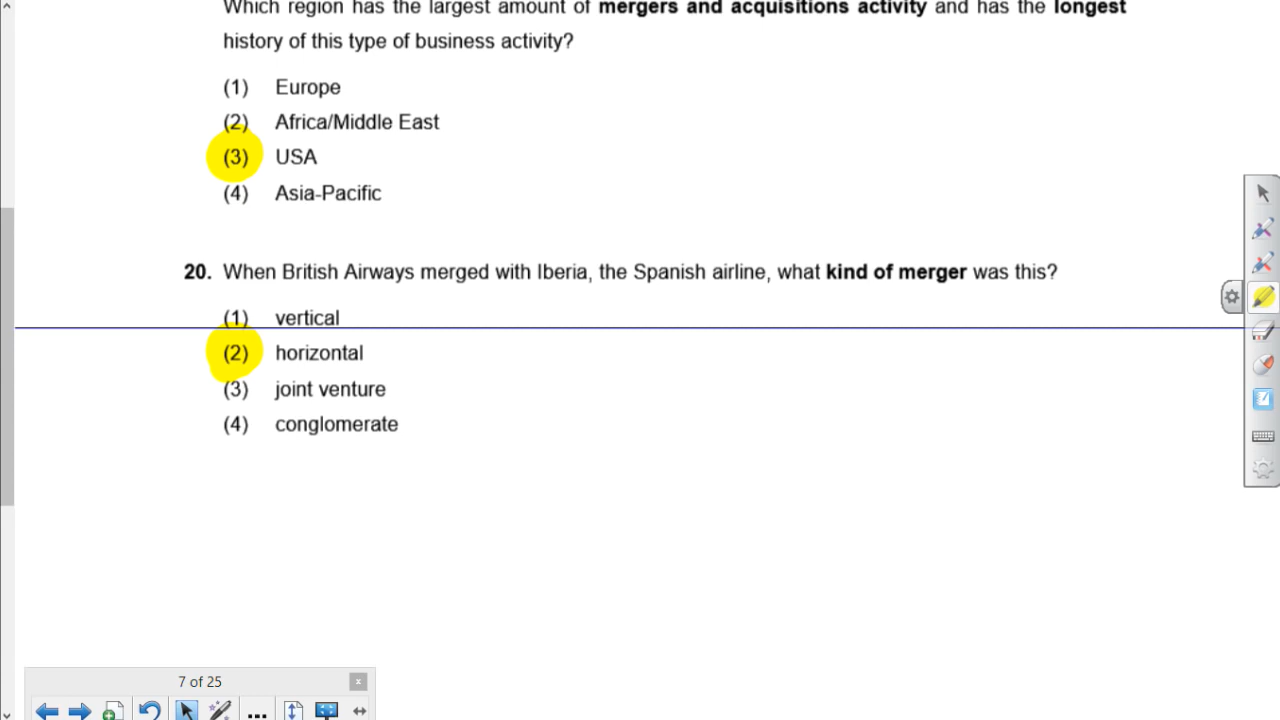 Which region has the largest amount of mergers and acquisitions activity and has the longest
history of this type of business activity?
(1) Europe
(2) Africa/Middle East
(3) USA
(4) Asia-Pacific
20. When British Airways merged with Iberia, the Spanish airline, what kind of merger was this?
(1) vertical
(2) horizontal
(3) joint venture
(4) conglomerate
7 of 25